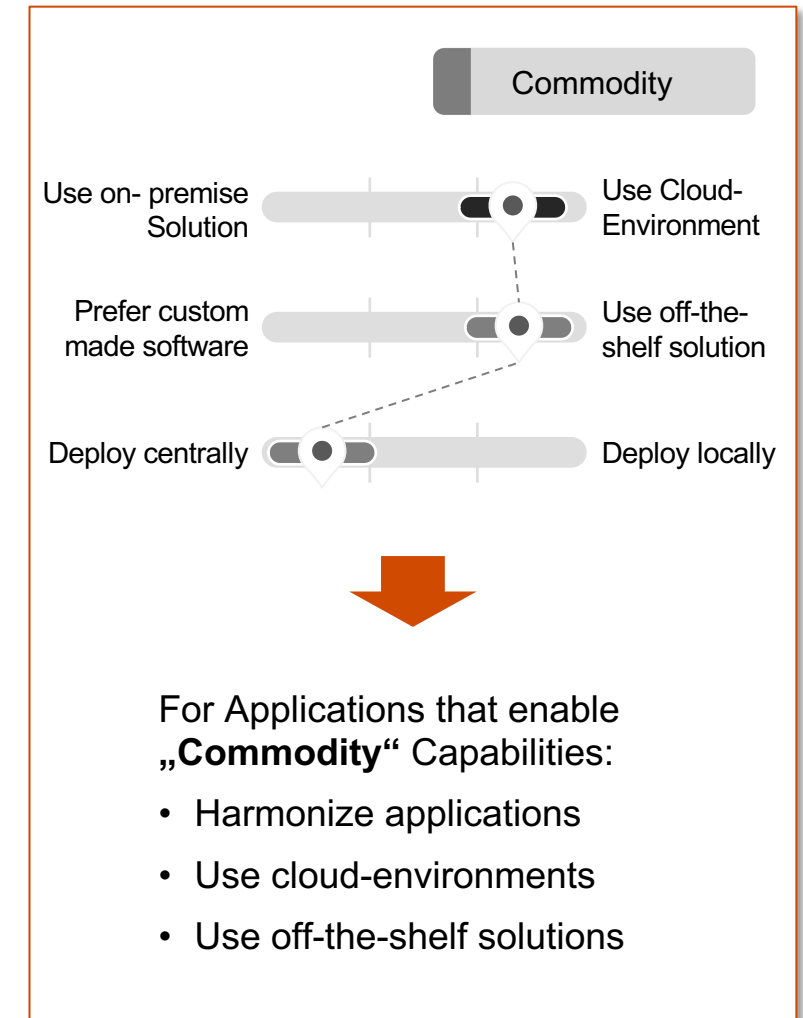 Commodity
Use on- premise
Solution
Use Cloud-
Environment
Prefer custom
made software
Use off-the-
shelf solution
Deploy centrally
Deploy locally
For Applications that enable
„Commodity“ Capabilities:
• Harmonize applications
• Use cloud-environments
• Use off-the-shelf solutions